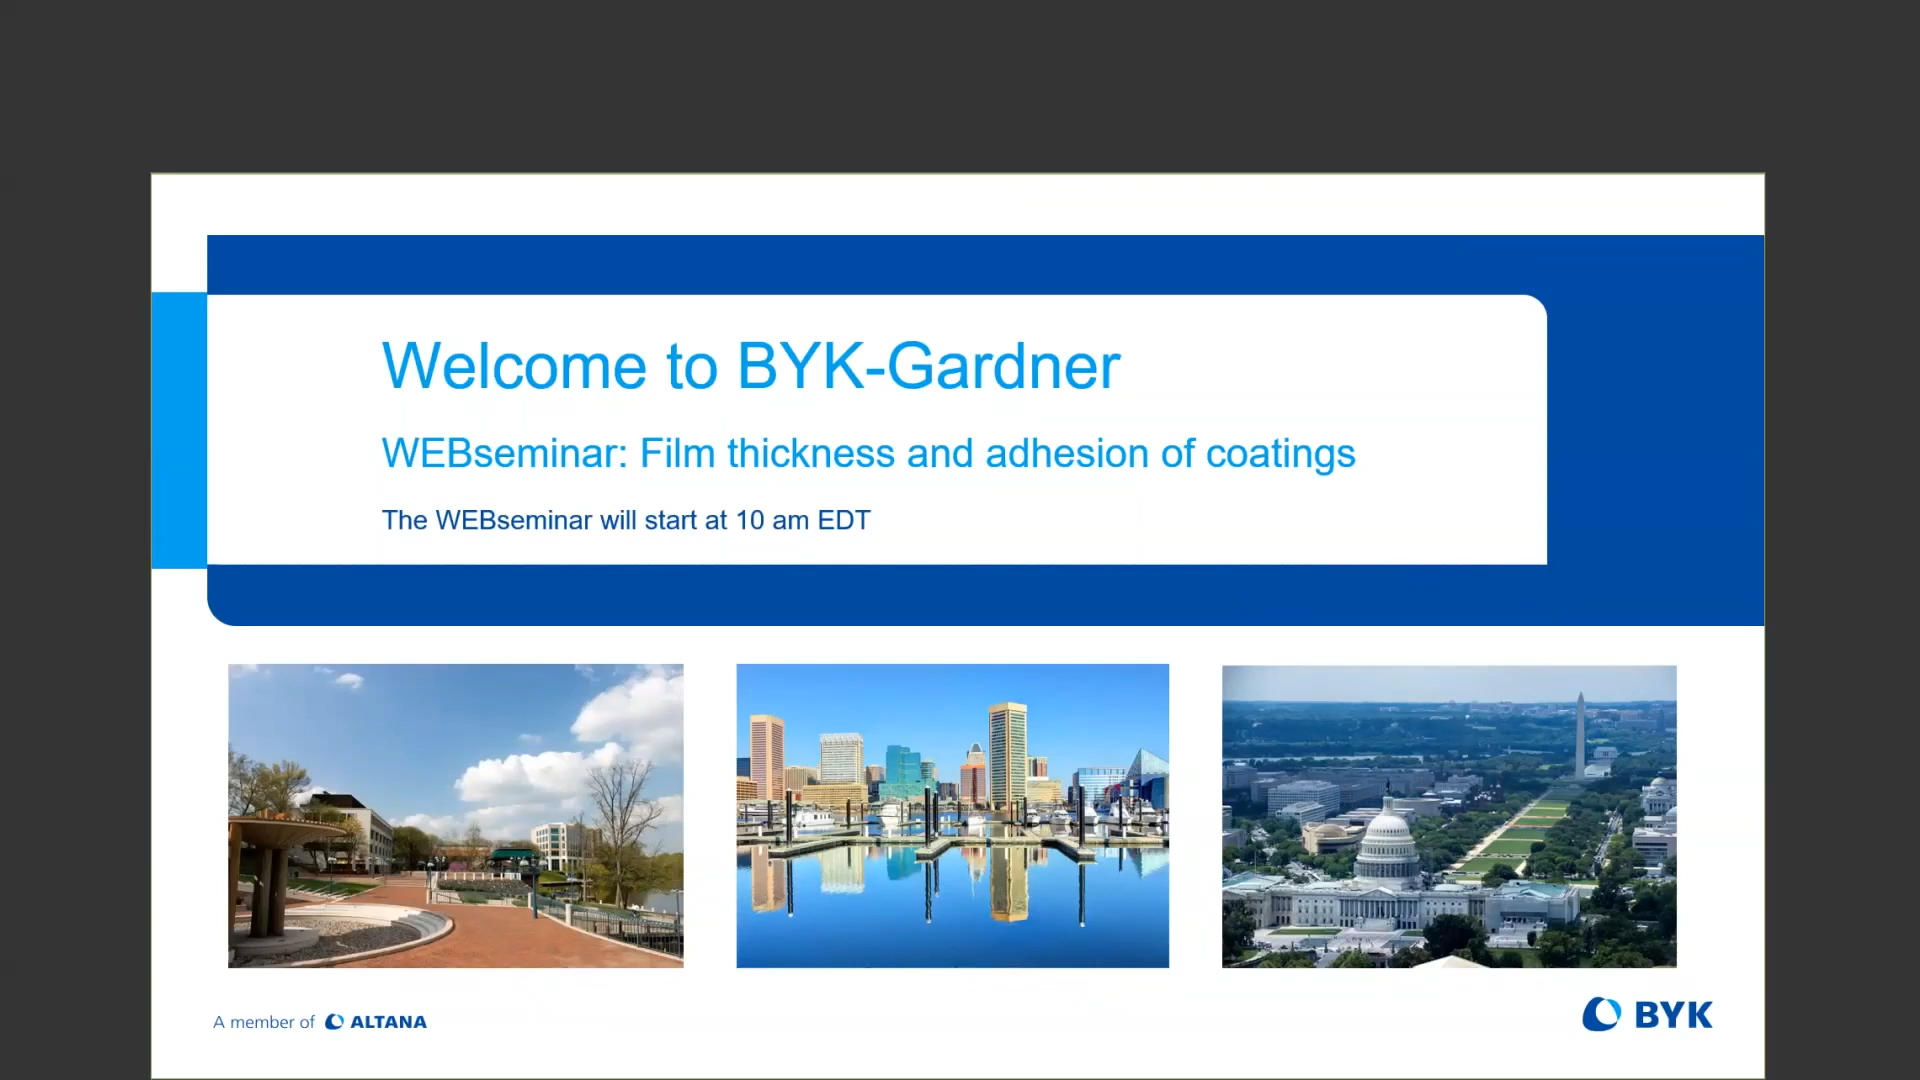 Welcome to BYK-Gardner
WEBseminar: Film thickness and adhesion of coatings
The WEBseminar will start at 10 am EDT
A member of ALTANA
BYK